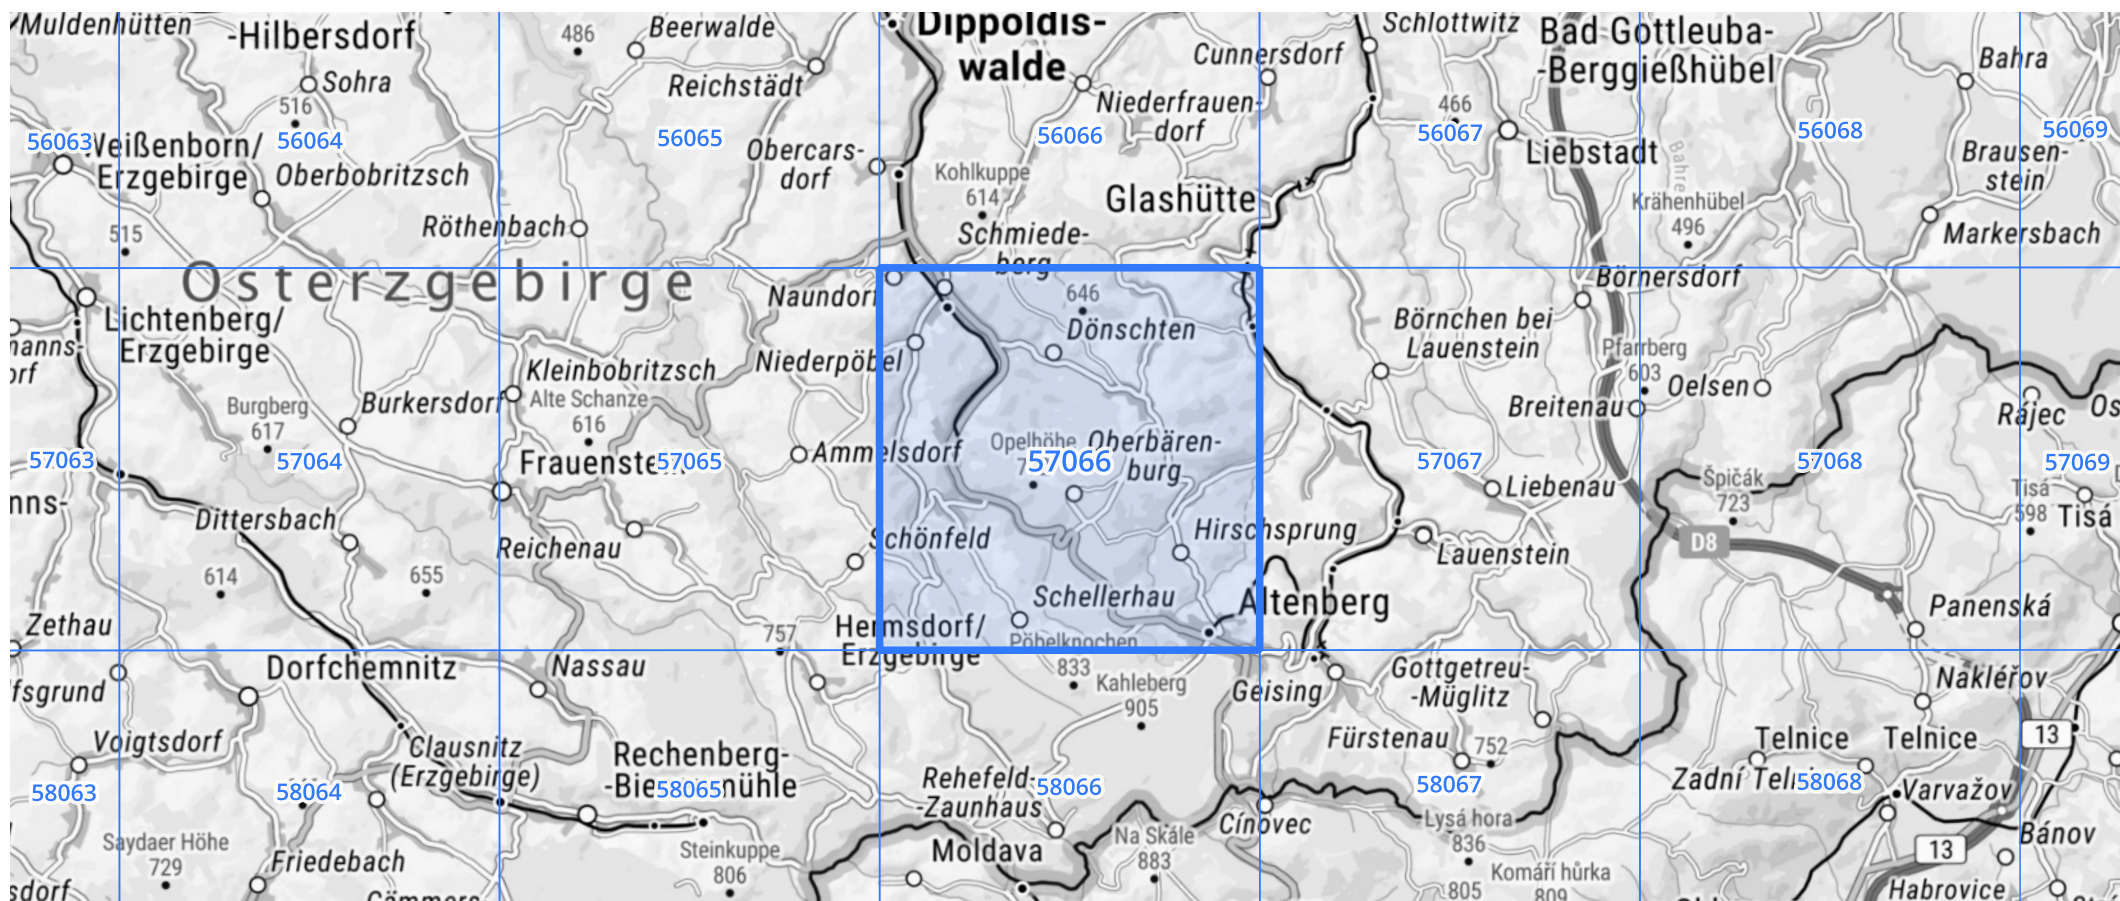 Muldenhütten
-Hilbersdorf
486
Beerwalde
Dippoldis-
walde
Cunnersdorf
Schlottwitz
Bad Gottleuba-
-Berggießhübel
Bahra
Sohra
516
Reichstädt
Niederfrauen-
dorf
466
56063
56064
56065
56066
56067
56068
56069
Weißenborn/
Erzgebirge
Oberbobritzsch
Obercars-
dorf
Kohlkuppe
614
Glashütte
Liebstadt
Bahre
Brausen-
stein
Röthenbach
515
Schmiede-
berg
Krähenhübel
496
Markersbach
Osterzgebirge
Naundorf
646
Dönschten
Börnersdorf
Lichtenberg/
Erzgebirge
Niederpöbel
Börnchen bei
Lauenstein
Pfarrberg
603
Oelsen
Kleinbobritzsch
Alte Schanze
616
Burgberg
617
Burkersdorf
Breitenau
Rájec
Ammelsdorf
Opelhöhe
Oberbären-
burg
57063
57064
Frauenstein
57065
57066
57067
57068
57069
Liebenau
Špičák
723
Tisá
598
Tisá
Dittersbach
Reichenau
Schönfeld
Hirschsprung
Lauenstein
D8
614
655
Schellerhau
Altenberg
Panenská
Zethau
757
Hermsdorf/
Erzgebirge
Pöbelknochen
833
Dorfchemnitz
Nassau
Kahleberg
905
Geising
Gottgetreu-
-Müglitz
Nakléřov
Voigtsdorf
Clausnitz
(Erzgebirge)
Rechenberg-
-Bienenmühle
Fürstenau
752
Telnice
Telnice
13
58063
58064
58065
Rehefeld-
-Zaunhaus
58066
58067
Zadní Telnice
58068
Varvažov
Saydaer Höhe
729
Friedebach
Steinkuppe
806
Moldava
Na Skále
883
Cínovec
Lysá hora
836
805
Komáří hůrka
809
13
Bánov
Habrovice